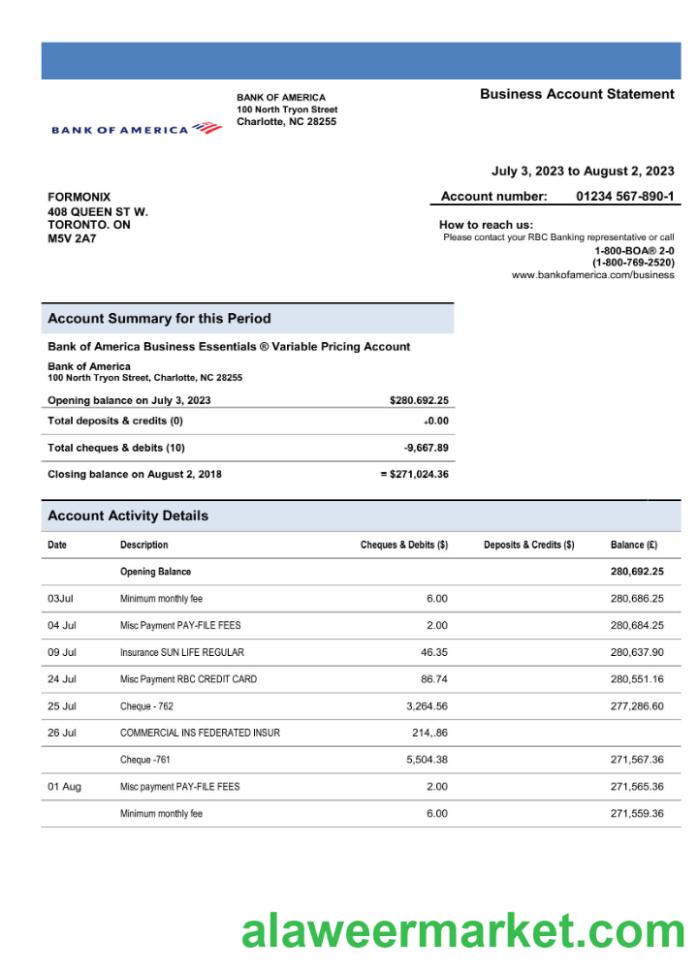 Business Account Statement
BANK OF AMERICA
BANK OF AMERICA
100 North Tryon Street
Charlotte, NC 28255
July 3, 2023 to August 2, 2023
Account number: 01234 567-890-1
FORMONIX
408 QUEEN ST W.
TORONTO. ON
M5V 2A7
How to reach us:
Please contact your RBC Banking representative or call
1-800-BOA® 2-0
(1-800-769-2520)
www.bankofamerica.com/business
Account Summary for this Period
Bank of America Business Essentials ® Variable Pricing Account
Bank of America
100 North Tryon Street, Charlotte, NC 28255
Opening balance on July 3, 2023 $280.692.25
Total deposits & credits (0) +0.00
Total cheques & debits (10) -9,667.89
Closing balance on August 2, 2018 = $271,024.36
Account Activity Details
Date Description Cheques & Debits ($) Deposits & Credits ($) Balance (£)
Opening Balance 280,692.25
03Jul Minimum monthly fee 6.00 280,686.25
04 Jul Misc Payment PAY-FILE FEES 2.00 280,684.25
09 Jul Insurance SUN LIFE REGULAR 46.35 280,637.90
24 Jul Misc Payment RBC CREDIT CARD 86.74 280,551.16
25 Jul Cheque - 762 3,264.56 277,286.60
26 Jul COMMERCIAL INS FEDERATED INSUR 214,.86
Cheque -761 5,504.38 271,567.36
01 Aug Misc payment PAY-FILE FEES 2.00 271,565.36
Minimum monthly fee 6.00 271,559.36
alaweermarket.com